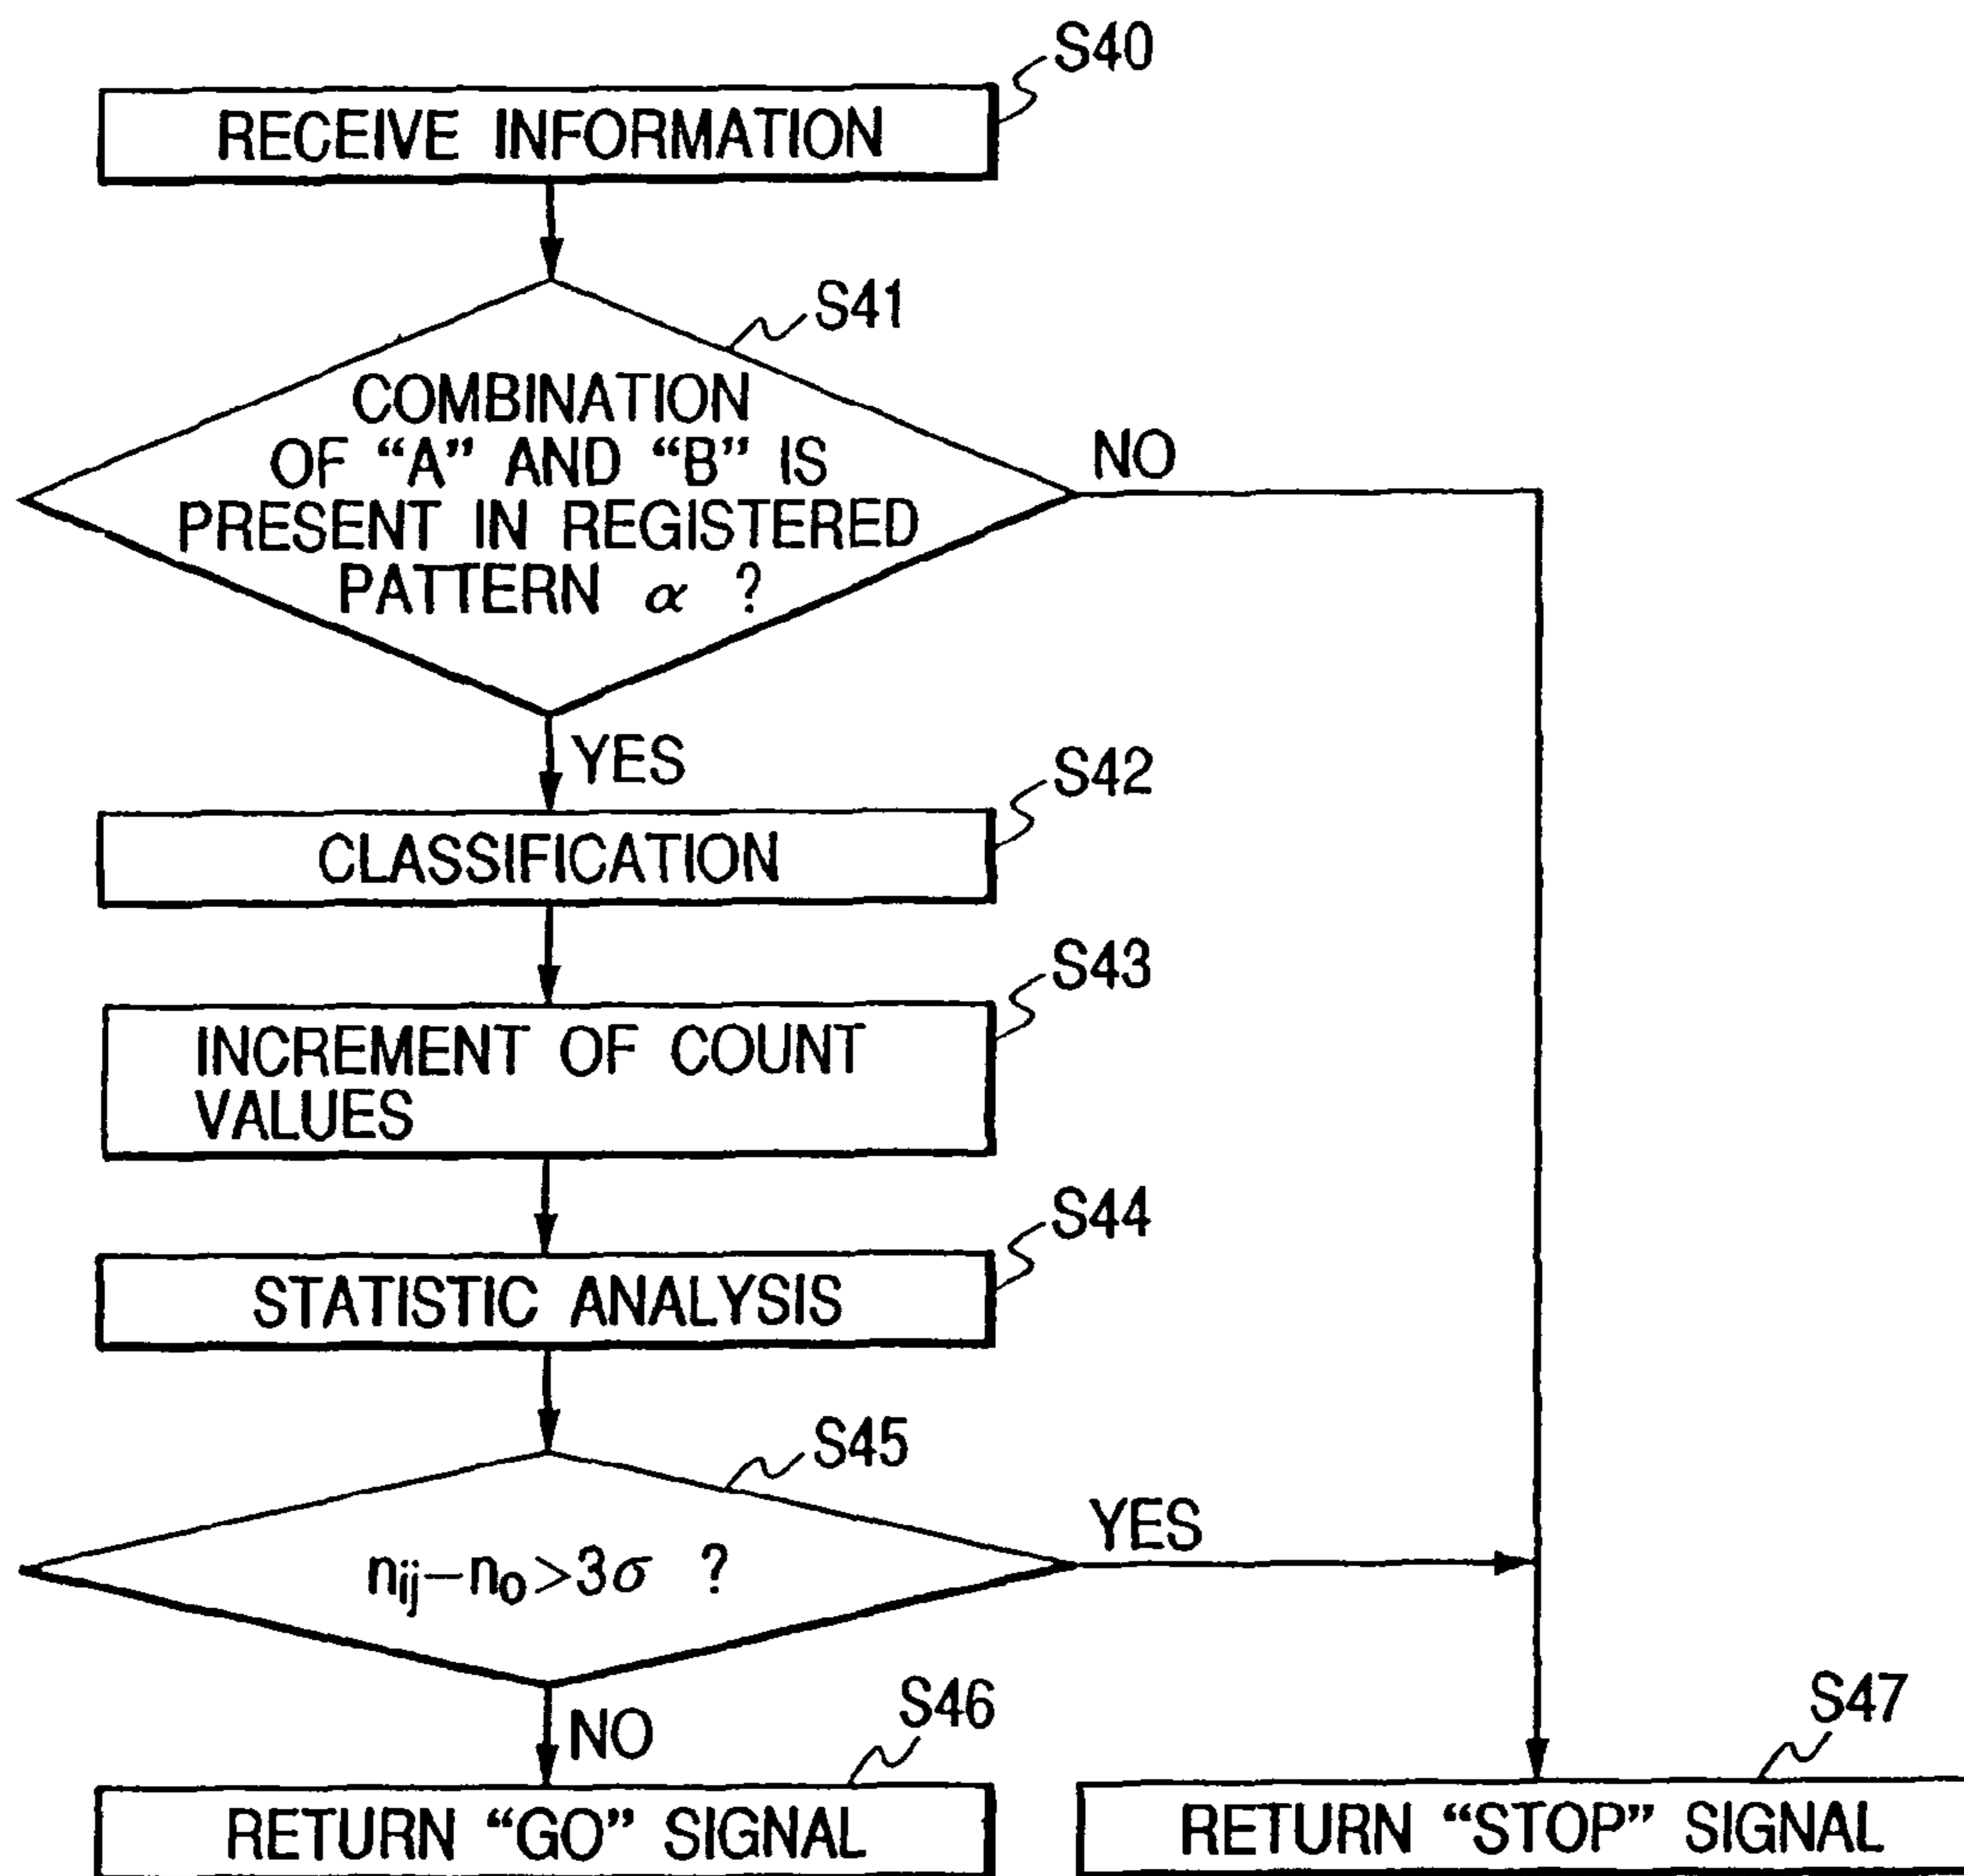 S40
RECEIVE INFORMATION
S41
COMBINATION
OF “A” AND “B” IS
PRESENT IN REGISTERED
PATTERN α ?
NO
YES
S42
CLASSIFICATION
S43
INCREMENT OF COUNT
VALUES
S44
STATISTIC ANALYSIS
S45
nij−no>3σ ?
YES
NO
S46
S47
RETURN “GO” SIGNAL
RETURN “STOP” SIGNAL